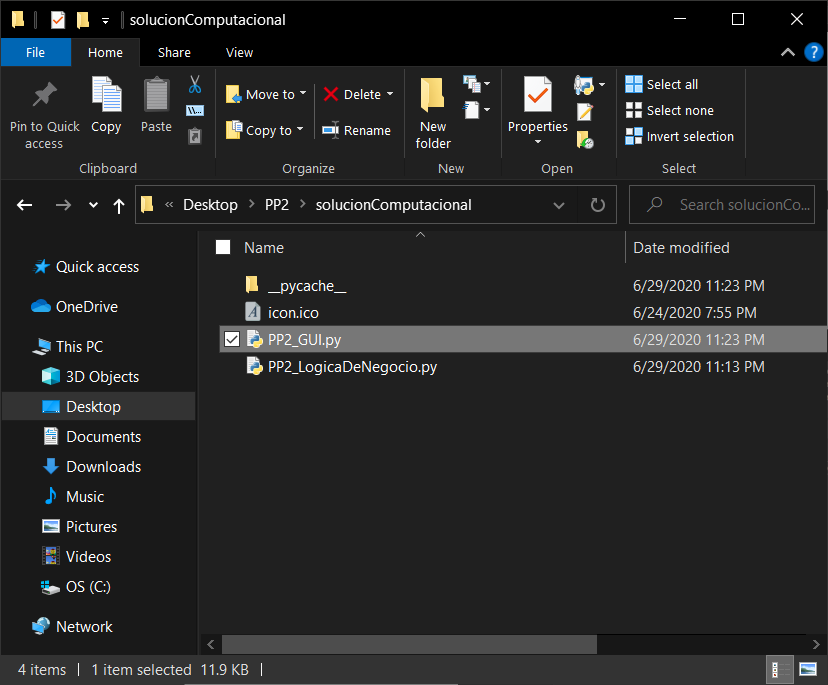 solucionComputacional
File Home Share View
Pin to Quick access
Copy
Paste
Clipboard
Move to
Copy to
Delete
Rename
Organize
New folder
New
Properties
Open
Select all
Select none
Invert selection
Select
« Desktop > PP2 > solucionComputacional
Search solucionCo...
Name Date modified
__pycache__ 6/29/2020 11:23 PM
icon.ico 6/24/2020 7:55 PM
PP2_GUI.py 6/29/2020 11:23 PM
PP2_LogicaDeNegocio.py 6/29/2020 11:13 PM
Quick access
OneDrive
This PC
3D Objects
Desktop
Documents
Downloads
Music
Pictures
Videos
OS (C:)
Network
4 items | 1 item selected 11.9 KB |